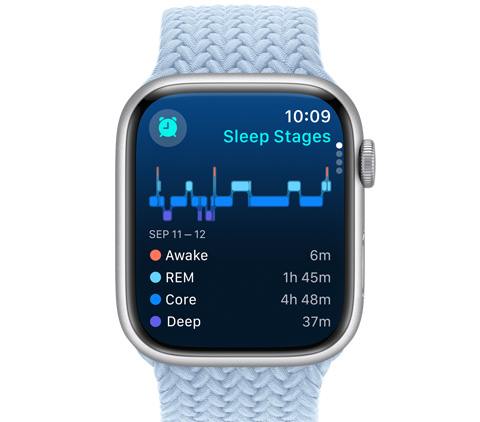 10:09
Sleep Stages
SEP 11 – 12
Awake 6m
REM 1h 45m
Core 4h 48m
Deep 37m